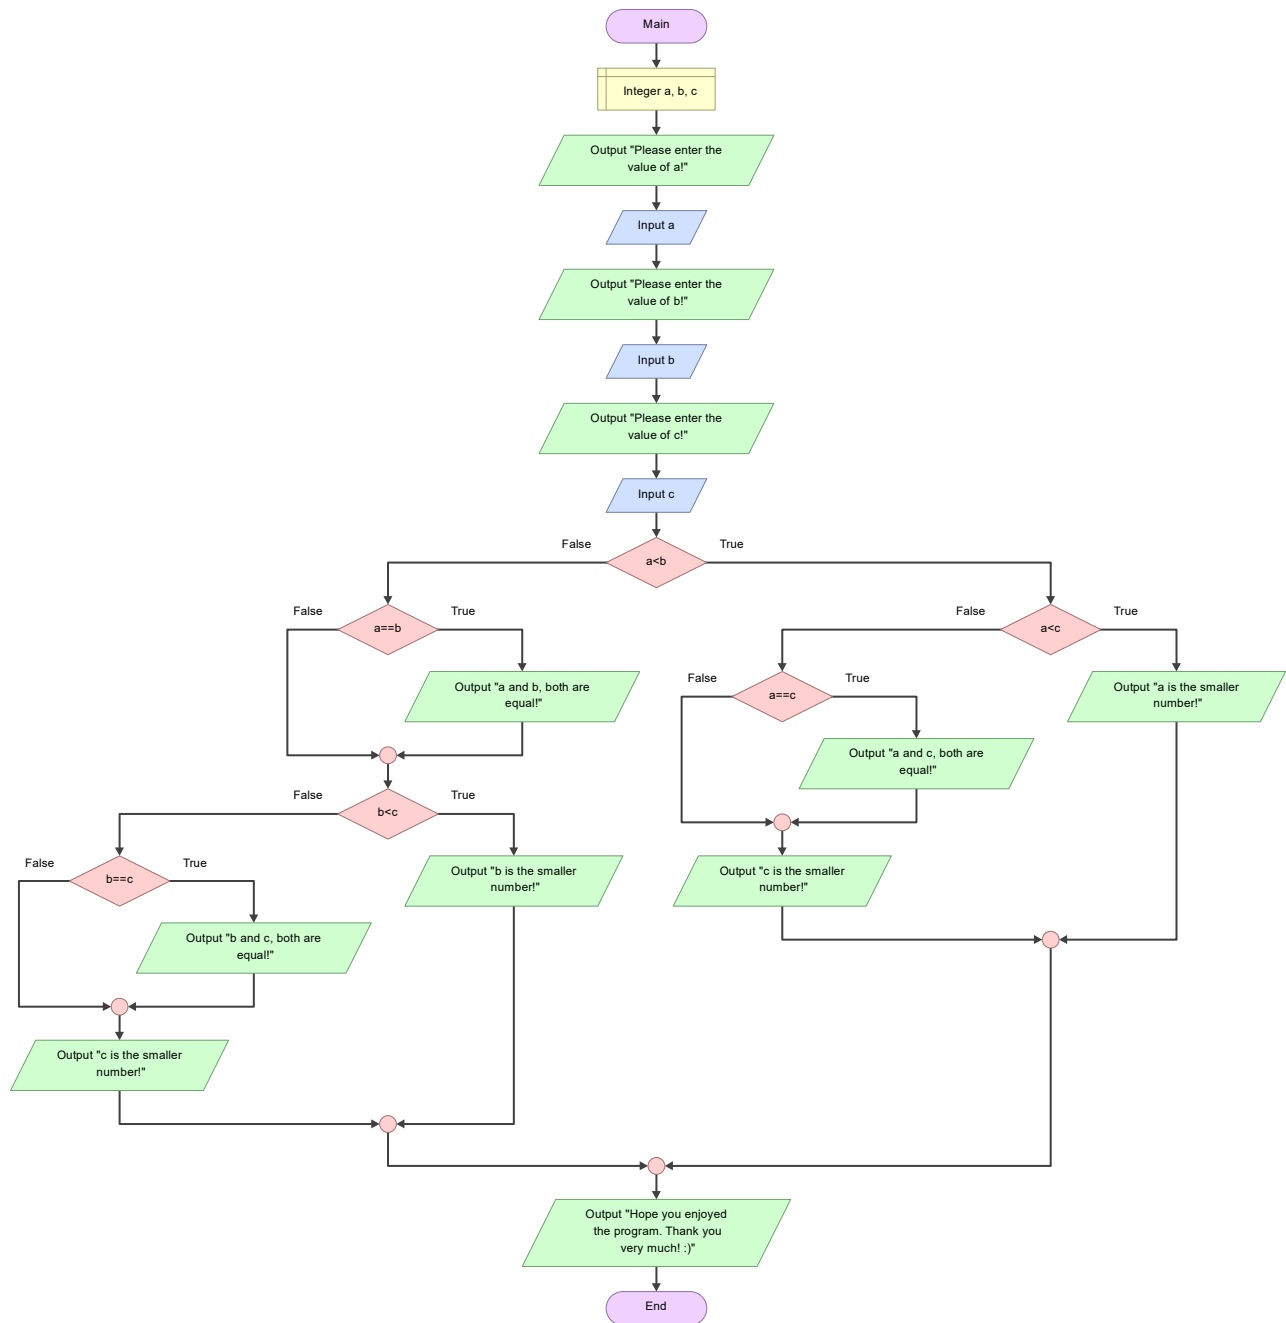 Main
Integer a, b, c
Output "Please enter the
value of a!"
Input a
Output "Please enter the
value of b!"
Input b
Output "Please enter the
value of c!"
Input c
False
True
a<b
False
True
a==b
False
True
a<c
Output "a and b, both are
equal!"
False
True
a==c
Output "a is the smaller
number!"
Output "a and c, both are
equal!"
False
True
b<c
False
True
b==c
Output "b is the smaller
number!"
Output "c is the smaller
number!"
Output "b and c, both are
equal!"
Output "c is the smaller
number!"
Output "Hope you enjoyed
the program. Thank you
very much! :)"
End